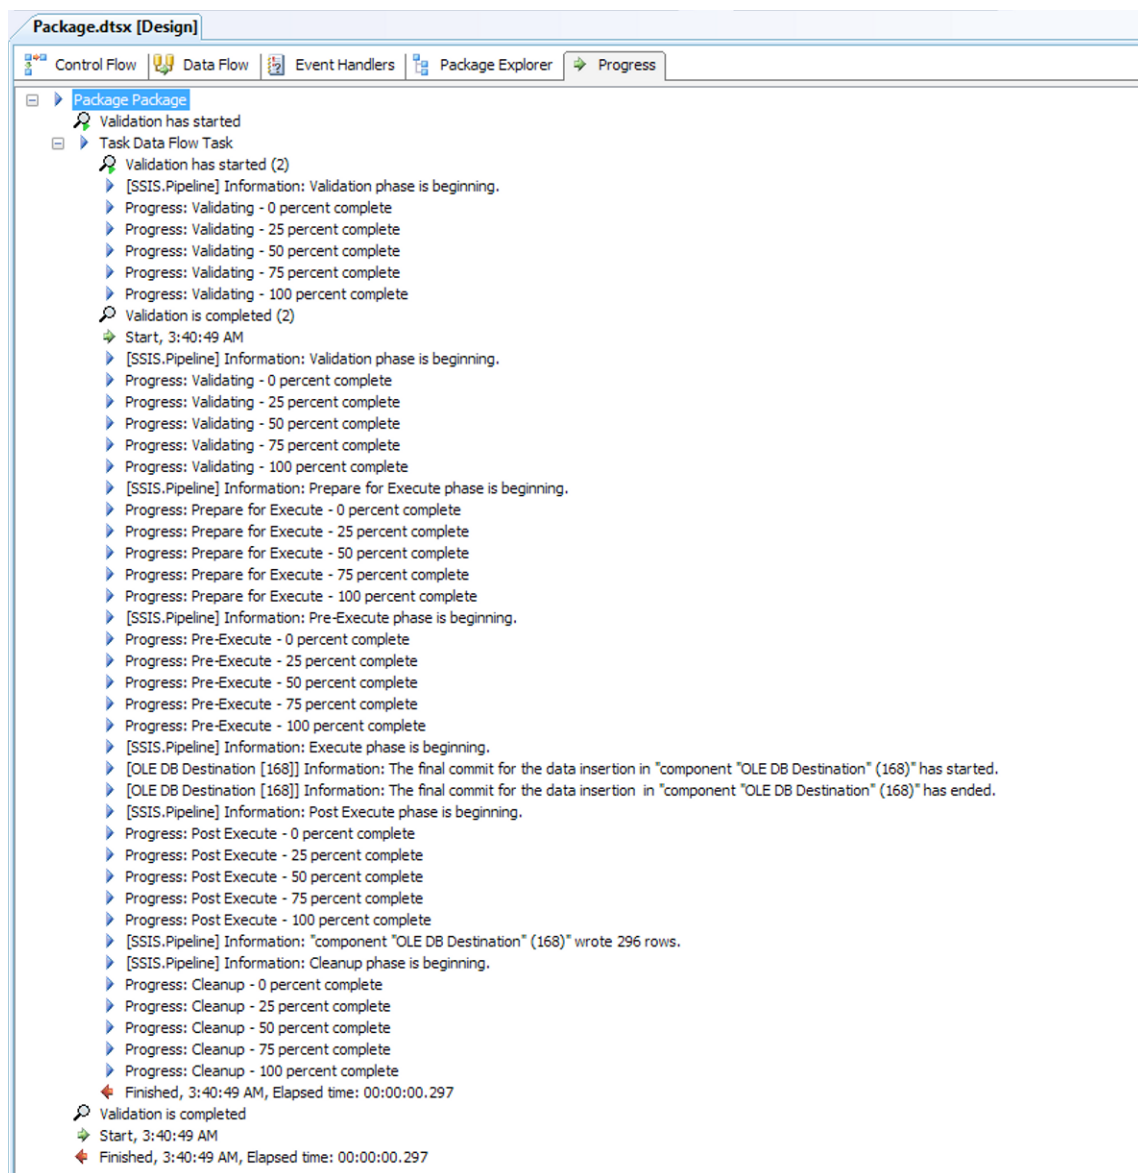 Package.dtsx [Design]
Control Flow Data Flow Event Handlers Package Explorer Progress
Package Package
Validation has started
Task Data Flow Task
Validation has started (2)
[SSIS.Pipeline] Information: Validation phase is beginning.
Progress: Validating - 0 percent complete
Progress: Validating - 25 percent complete
Progress: Validating - 50 percent complete
Progress: Validating - 75 percent complete
Progress: Validating - 100 percent complete
Validation is completed (2)
Start, 3:40:49 AM
[SSIS.Pipeline] Information: Validation phase is beginning.
Progress: Validating - 0 percent complete
Progress: Validating - 25 percent complete
Progress: Validating - 50 percent complete
Progress: Validating - 75 percent complete
Progress: Validating - 100 percent complete
[SSIS.Pipeline] Information: Prepare for Execute phase is beginning.
Progress: Prepare for Execute - 0 percent complete
Progress: Prepare for Execute - 25 percent complete
Progress: Prepare for Execute - 50 percent complete
Progress: Prepare for Execute - 75 percent complete
Progress: Prepare for Execute - 100 percent complete
[SSIS.Pipeline] Information: Pre-Execute phase is beginning.
Progress: Pre-Execute - 0 percent complete
Progress: Pre-Execute - 25 percent complete
Progress: Pre-Execute - 50 percent complete
Progress: Pre-Execute - 75 percent complete
Progress: Pre-Execute - 100 percent complete
[SSIS.Pipeline] Information: Execute phase is beginning.
[OLE DB Destination [168]] Information: The final commit for the data insertion in "component "OLE DB Destination" (168)" has started.
[OLE DB Destination [168]] Information: The final commit for the data insertion  in "component "OLE DB Destination" (168)" has ended.
[SSIS.Pipeline] Information: Post Execute phase is beginning.
Progress: Post Execute - 0 percent complete
Progress: Post Execute - 25 percent complete
Progress: Post Execute - 50 percent complete
Progress: Post Execute - 75 percent complete
Progress: Post Execute - 100 percent complete
[SSIS.Pipeline] Information: "component "OLE DB Destination" (168)" wrote 296 rows.
[SSIS.Pipeline] Information: Cleanup phase is beginning.
Progress: Cleanup - 0 percent complete
Progress: Cleanup - 25 percent complete
Progress: Cleanup - 50 percent complete
Progress: Cleanup - 75 percent complete
Progress: Cleanup - 100 percent complete
Finished, 3:40:49 AM, Elapsed time: 00:00:00.297
Validation is completed
Start, 3:40:49 AM
Finished, 3:40:49 AM, Elapsed time: 00:00:00.297